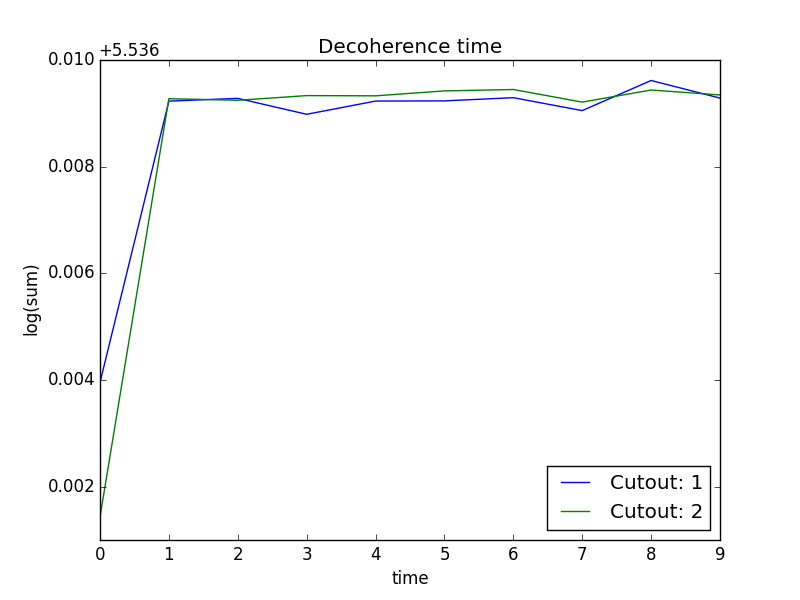 Decoherence time
+5.536
0.010
0.008
0.006
0.004
0.002
log(sum)
0 1 2 3 4 5 6 7 8 9
time
Cutout: 1
Cutout: 2